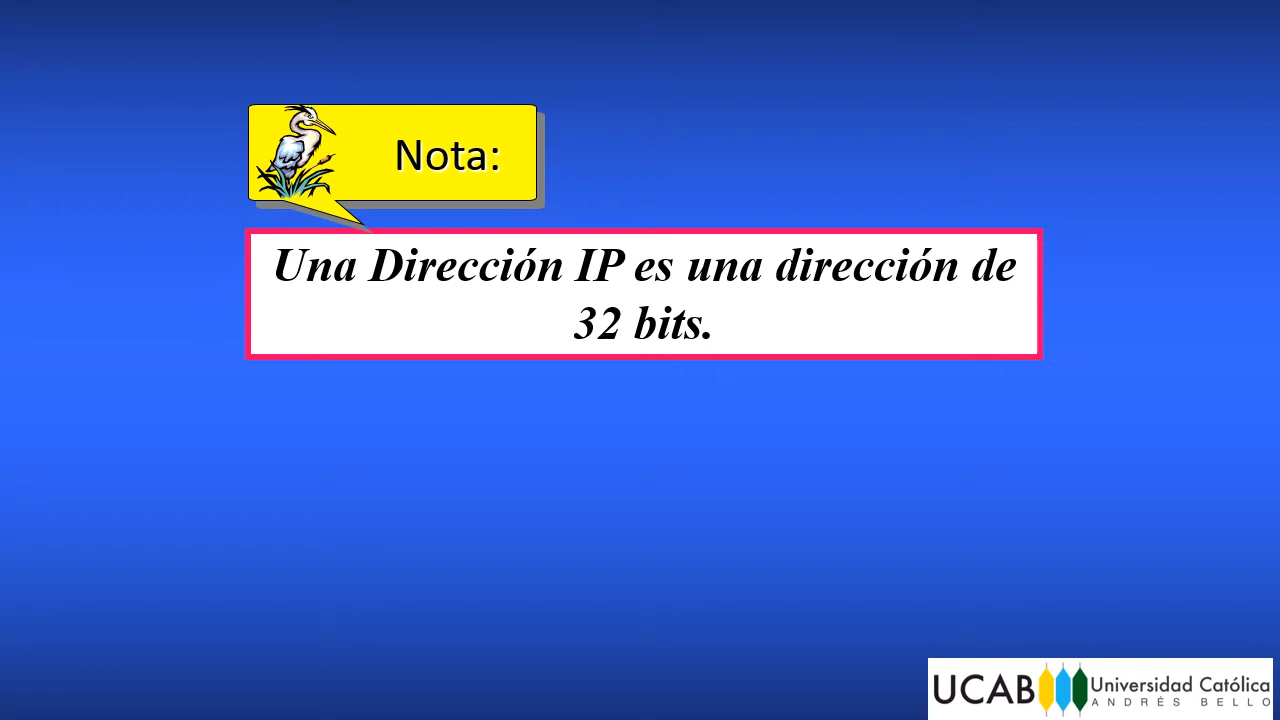 Nota:
Una Dirección IP es una dirección de
32 bits.
UCAB Universidad Católica
ANDRÉS BELLO